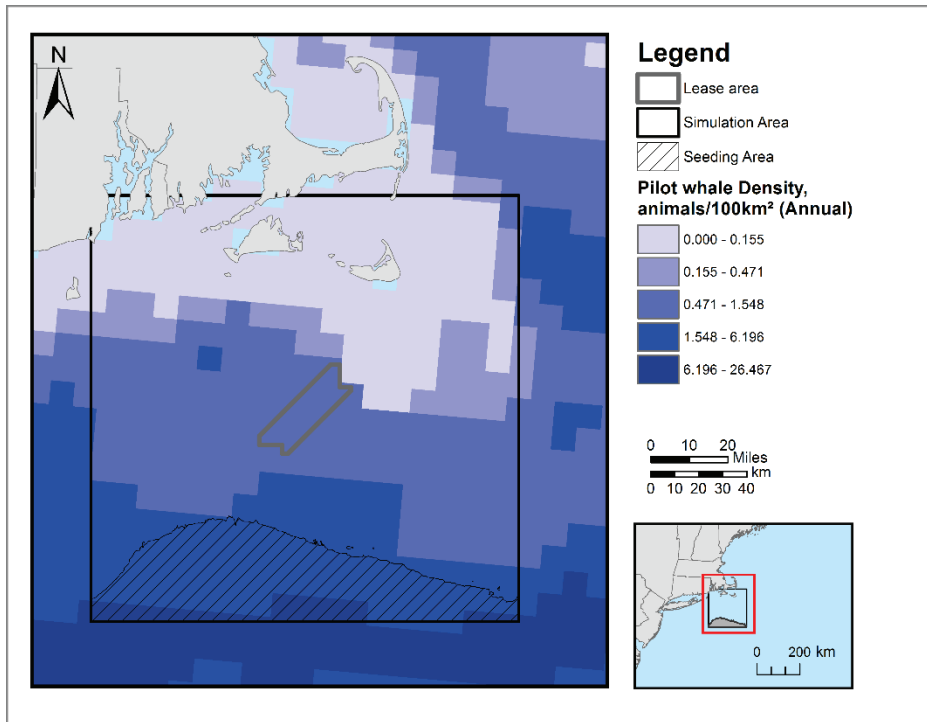 N
Legend
Lease area
Simulation Area
Seeding Area
Pilot whale Density,
animals/100km² (Annual)
0.000 - 0.155
0.155 - 0.471
0.471 - 1.548
1.548 - 6.196
6.196 - 26.467
0 10 20
Miles
km
0 10 20 30 40
0 200 km